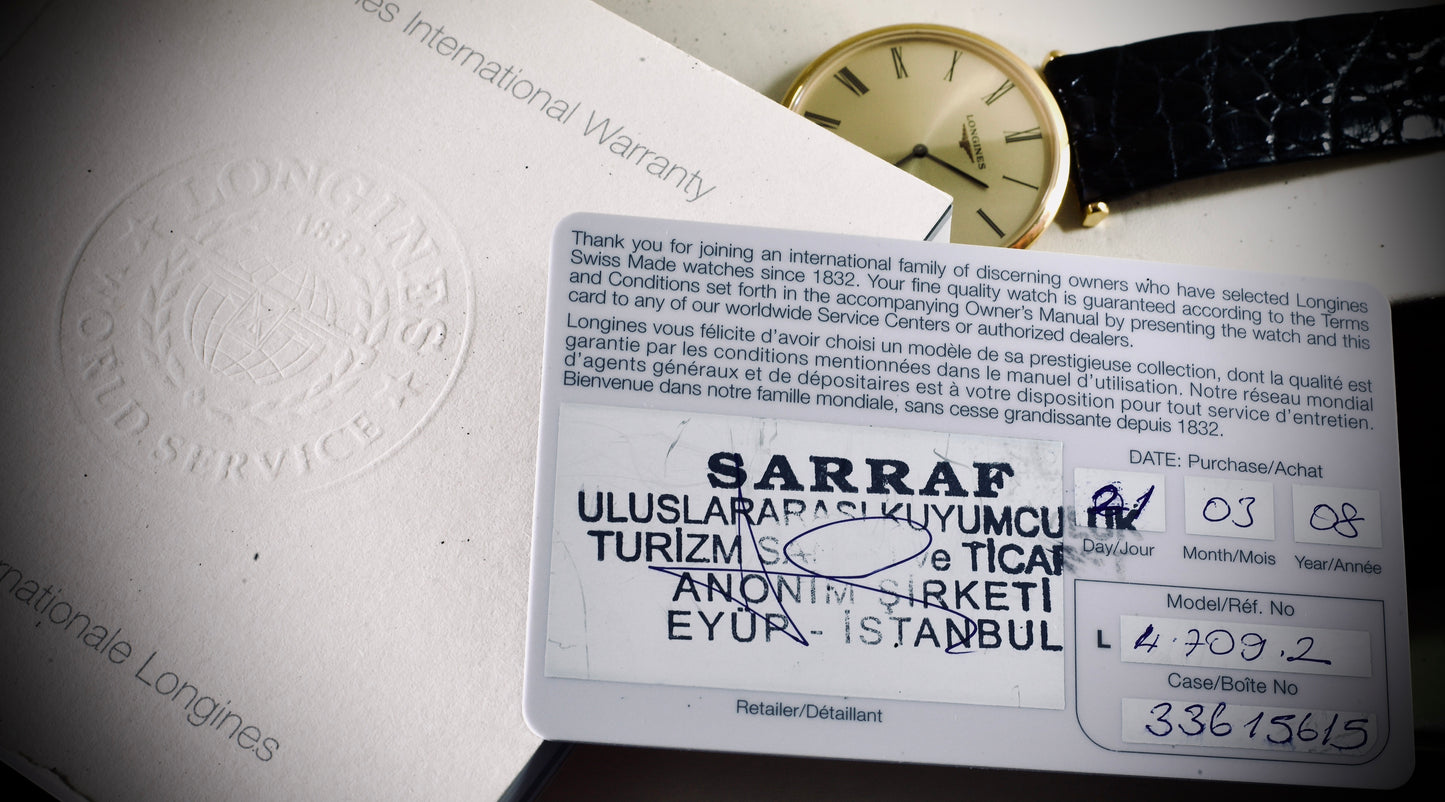 es International Warranty
LONGINES
1832
WORLD SERVICE
rnationale Longines
LONGINES
Thank you for joining an international family of discerning owners who have selected Longines
Swiss Made watches since 1832. Your fine quality watch is guaranteed according to the Terms
and Conditions set forth in the accompanying Owner's Manual by presenting the watch and this
card to any of our worldwide Service Centers or authorized dealers.
Longines vous félicite d'avoir choisi un modèle de sa prestigieuse collection, dont la qualité est
garantie par les conditions mentionnées dans le manuel d'utilisation. Notre réseau mondial
d'agents généraux et de dépositaires est à votre disposition pour tout service d'entretien.
Bienvenue dans notre famille mondiale, sans cesse grandissante depuis 1832.
SARRAF
ULUSLARARASI KUYUMCULUK
TURİZM ve TİCAR
ANONİM ŞİRKETİ
EYÜP - İSTANBUL
Retailer/Détaillant
DATE: Purchase/Achat
21 03 08
Day/Jour Month/Mois Year/Année
Model/Réf. No
L 4.709.2
Case/Boîte No
33615615